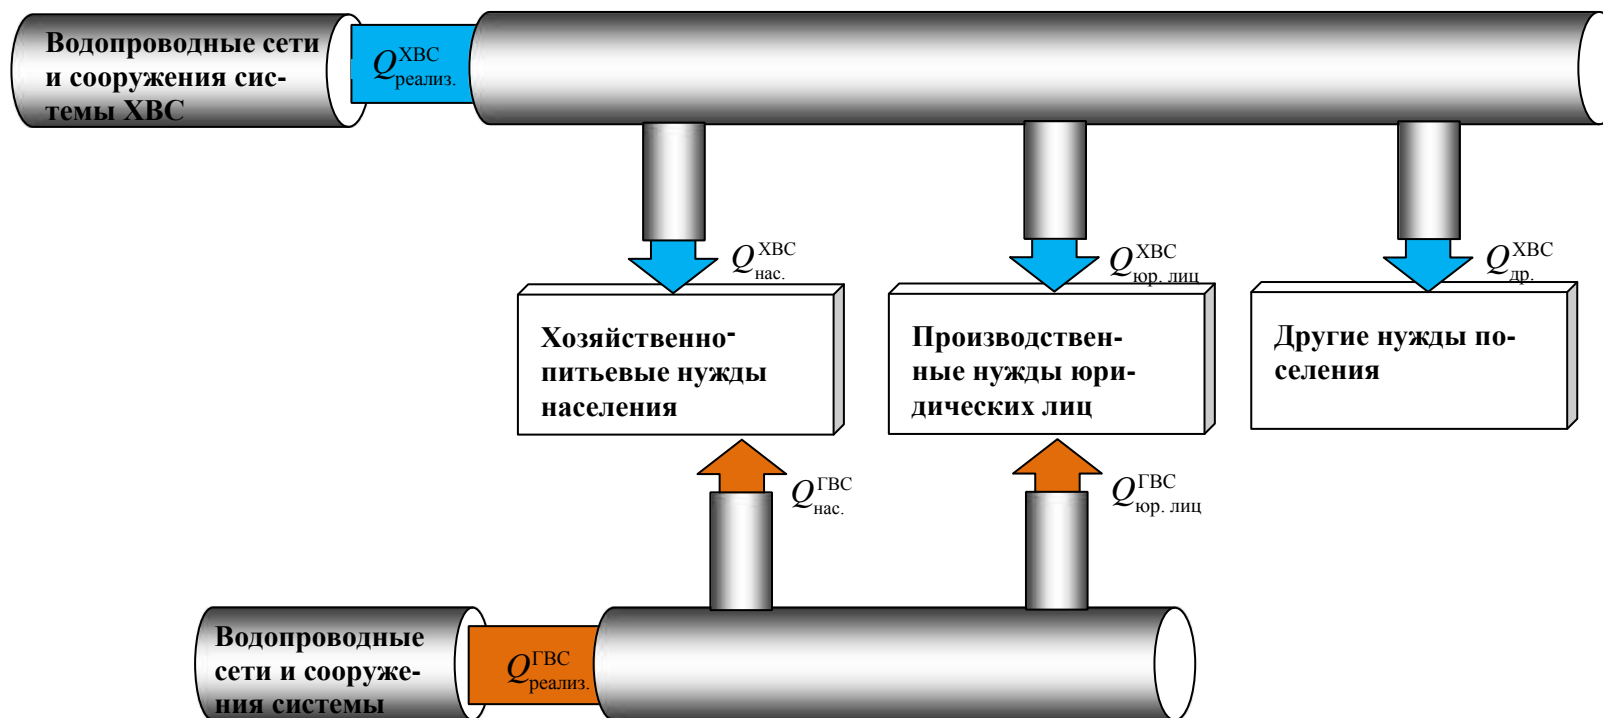 Водопроводные сети
и сооружения сис-
темы ХВС
Q ХВС реализ.
Q ХВС нас.
Q ХВС юр. лиц
Q ХВС др.
Хозяйственно-
питьевые нужды
населения
Производствен-
ные нужды юри-
дических лиц
Другие нужды по-
селения
Q ГВС нас.
Q ГВС юр. лиц
Водопроводные
сети и сооруже-
ния системы
Q ГВС реализ.